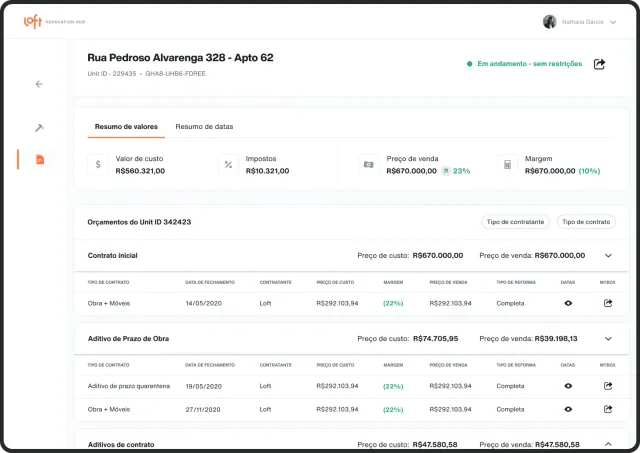 Loft RENOVATION HUB
Nathalia Garcia
Rua Pedroso Alvarenga 328 - Apto 62
Unit ID - 229435 • GHA8-UHB6-FDREE
Em andamento - sem restrições
Resumo de valores Resumo de datas
Valor de custo Impostos Preço de venda Margem
R$560.321,00 R$10.321,00 R$670.000,00 23% R$670.000,00 (10%)
Orçamentos do Unit ID 342423 Tipo de contratante Tipo de contrato
Contrato inicial Preço de custo: R$670.000,00 Preço de venda: R$670.000,00
TIPO DE CONTRATO DATA DE FECHAMENTO CONTRATANTE PREÇO DE CUSTO MARGEM PREÇO DE VENDA TIPO DE REFORMA DATAS MYBOX
Obra + Móveis 14/05/2020 Loft R$292.103,94 (22%) R$292.103,94 Completa
Aditivo de Prazo de Obra Preço de custo: R$74.705,95 Preço de venda: R$39.198,13
TIPO DE CONTRATO DATA DE FECHAMENTO CONTRATANTE PREÇO DE CUSTO MARGEM PREÇO DE VENDA TIPO DE REFORMA DATAS MYBOX
Aditivo de prazo quarentena 19/05/2020 Loft R$292.103,94 (22%) R$292.103,94 Completa
Obra + Móveis 27/11/2020 Loft R$292.103,94 (22%) R$292.103,94 Completa
Aditivos de contrato Preço de custo: R$47.580,58 Preço de venda: R$47.580,58